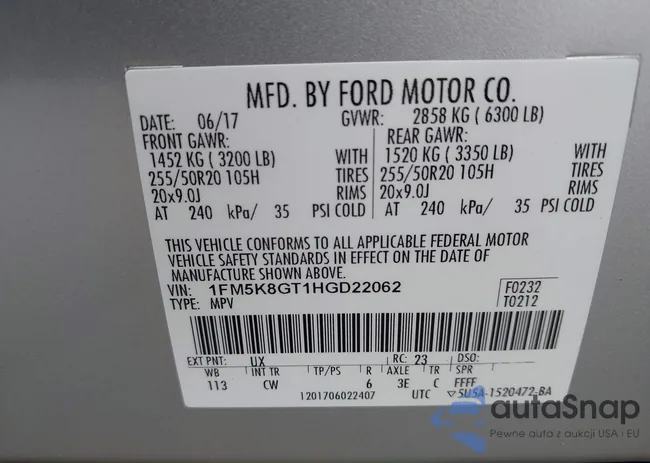 MFD. BY FORD MOTOR CO.
DATE: 06/17 GVWR: 2858 KG ( 6300 LB)
FRONT GAWR: REAR GAWR:
1452 KG ( 3200 LB) WITH 1520 KG ( 3350 LB) WITH
255/50R20 105H TIRES 255/50R20 105H TIRES
20x9.0J RIMS 20x9.0J RIMS
AT 240 kPa/ 35 PSI COLD AT 240 kPa/ 35 PSI COLD
THIS VEHICLE CONFORMS TO ALL APPLICABLE FEDERAL MOTOR
VEHICLE SAFETY STANDARDS IN EFFECT ON THE DATE OF
MANUFACTURE SHOWN ABOVE.
VIN: 1FM5K8GT1HGD22062 F0232
TYPE: MPV T0212
EXT PNT: UX RC: 23 DSO:
WB INT TR TP/PS R AXLE TR SPR
113 CW 6 3E C FFFF
1201706022407 UTC ▽5U5A-1520472-BA
autaSnap
Pewne auta z aukcji USA i EU